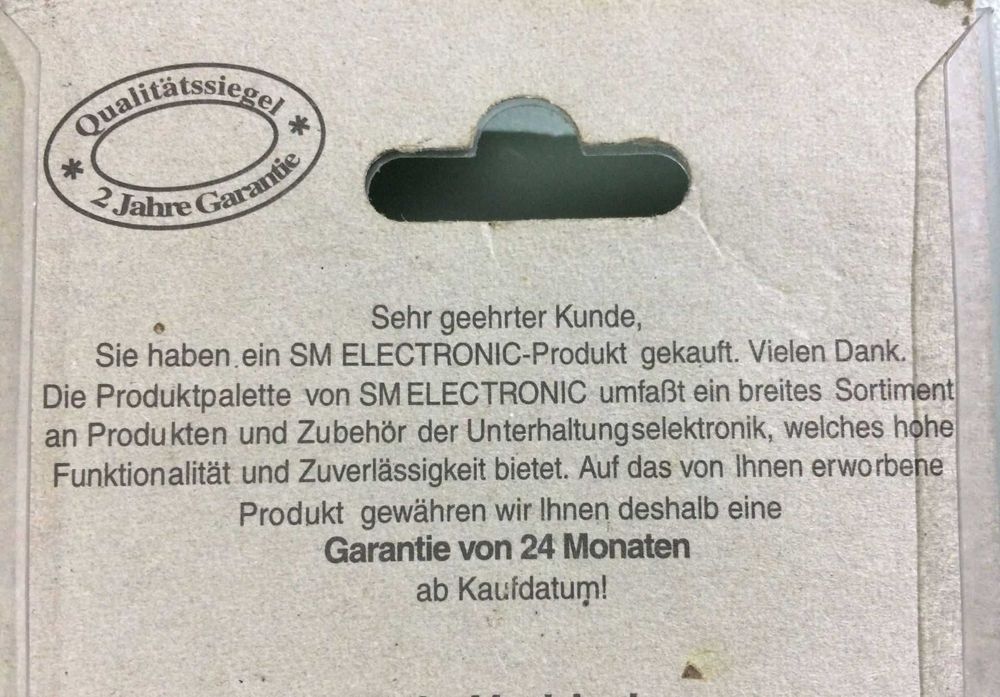 Qualitätssiegel
* 2 Jahre Garantie *
Sehr geehrter Kunde,
Sie haben ein SM ELECTRONIC-Produkt gekauft. Vielen Dank.
Die Produktpalette von SM ELECTRONIC umfaßt ein breites Sortiment
an Produkten und Zubehör der Unterhaltungselektronik, welches hohe
Funktionalität und Zuverlässigkeit bietet. Auf das von Ihnen erworbene
Produkt gewähren wir Ihnen deshalb eine
Garantie von 24 Monaten
ab Kaufdatum!